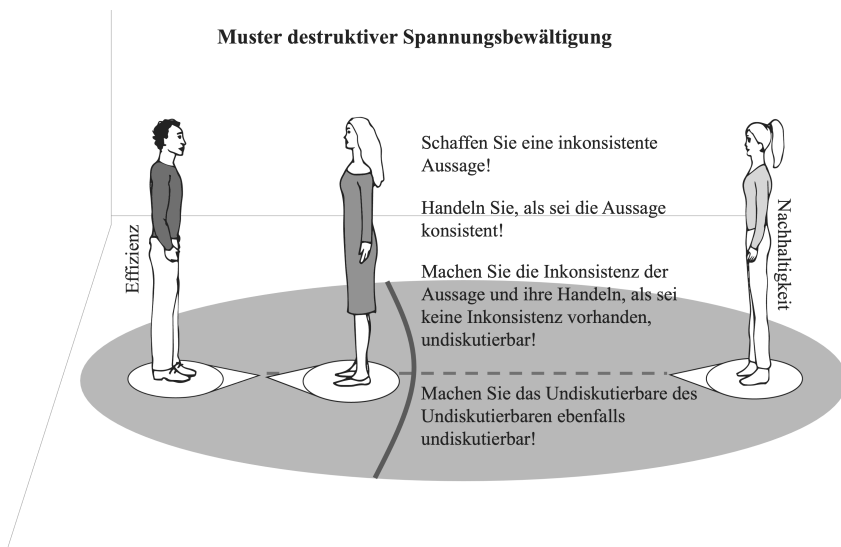 Muster destruktiver Spannungsbewältigung
Effizienz
Schaffen Sie eine inkonsistente
Aussage!
Handeln Sie, als sei die Aussage
konsistent!
Machen Sie die Inkonsistenz der
Aussage und ihre Handeln, als sei
keine Inkonsistenz vorhanden,
undiskutierbar!
Machen Sie das Undiskutierbare des
Undiskutierbaren ebenfalls
undiskutierbar!
Nachhaltigkeit